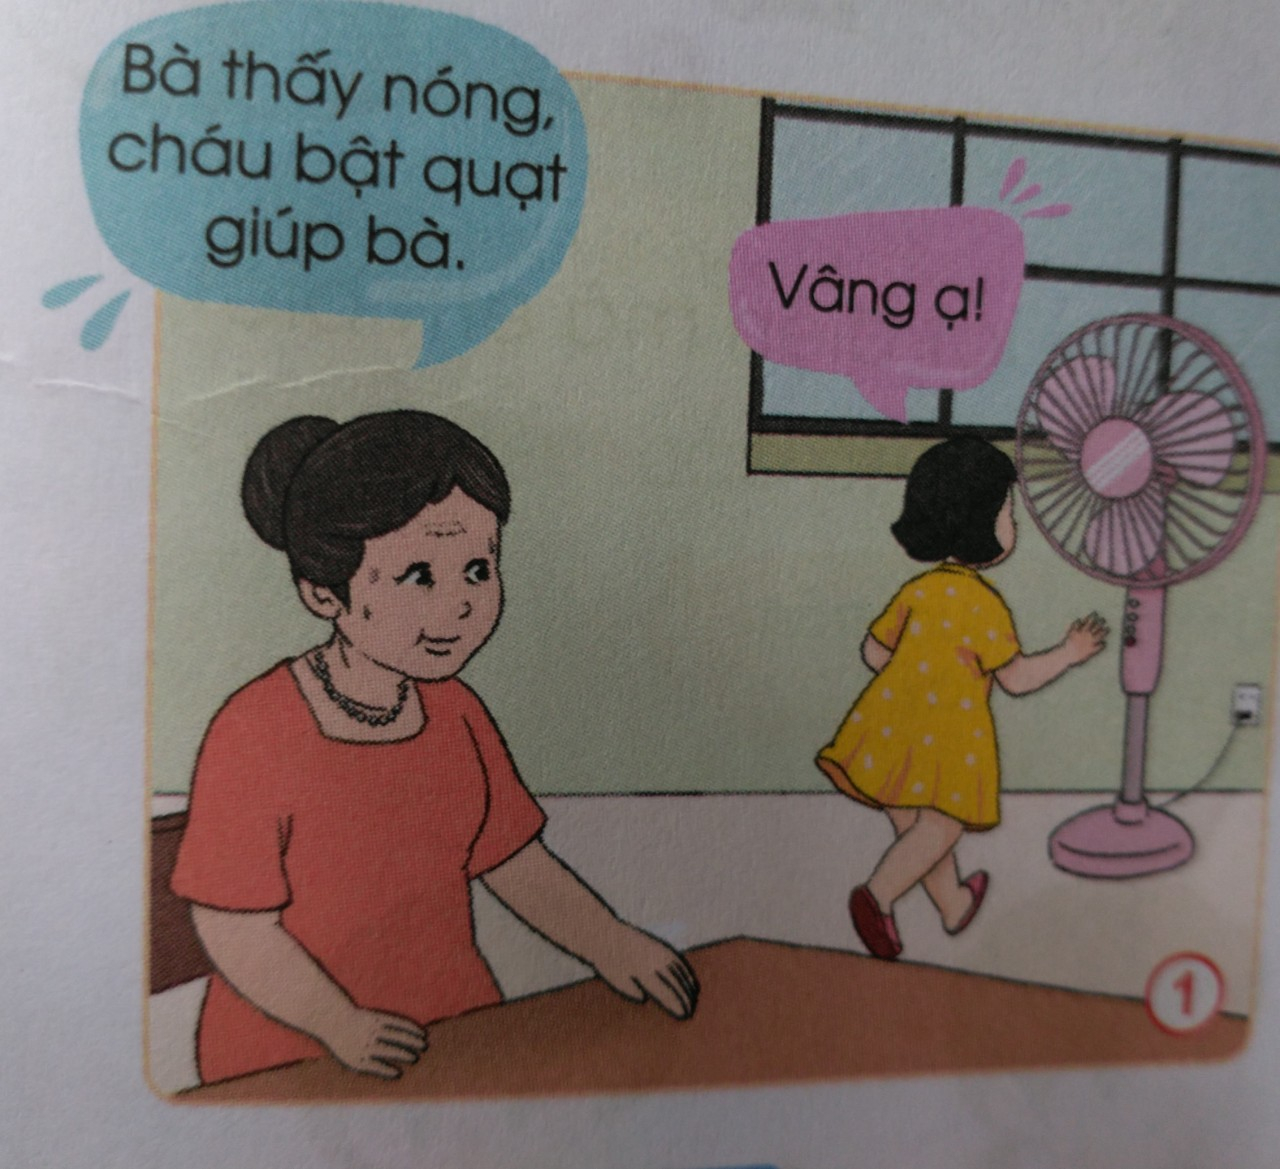 Bà thấy nóng,
cháu bật quạt
giúp bà.
Vâng ạ!
1